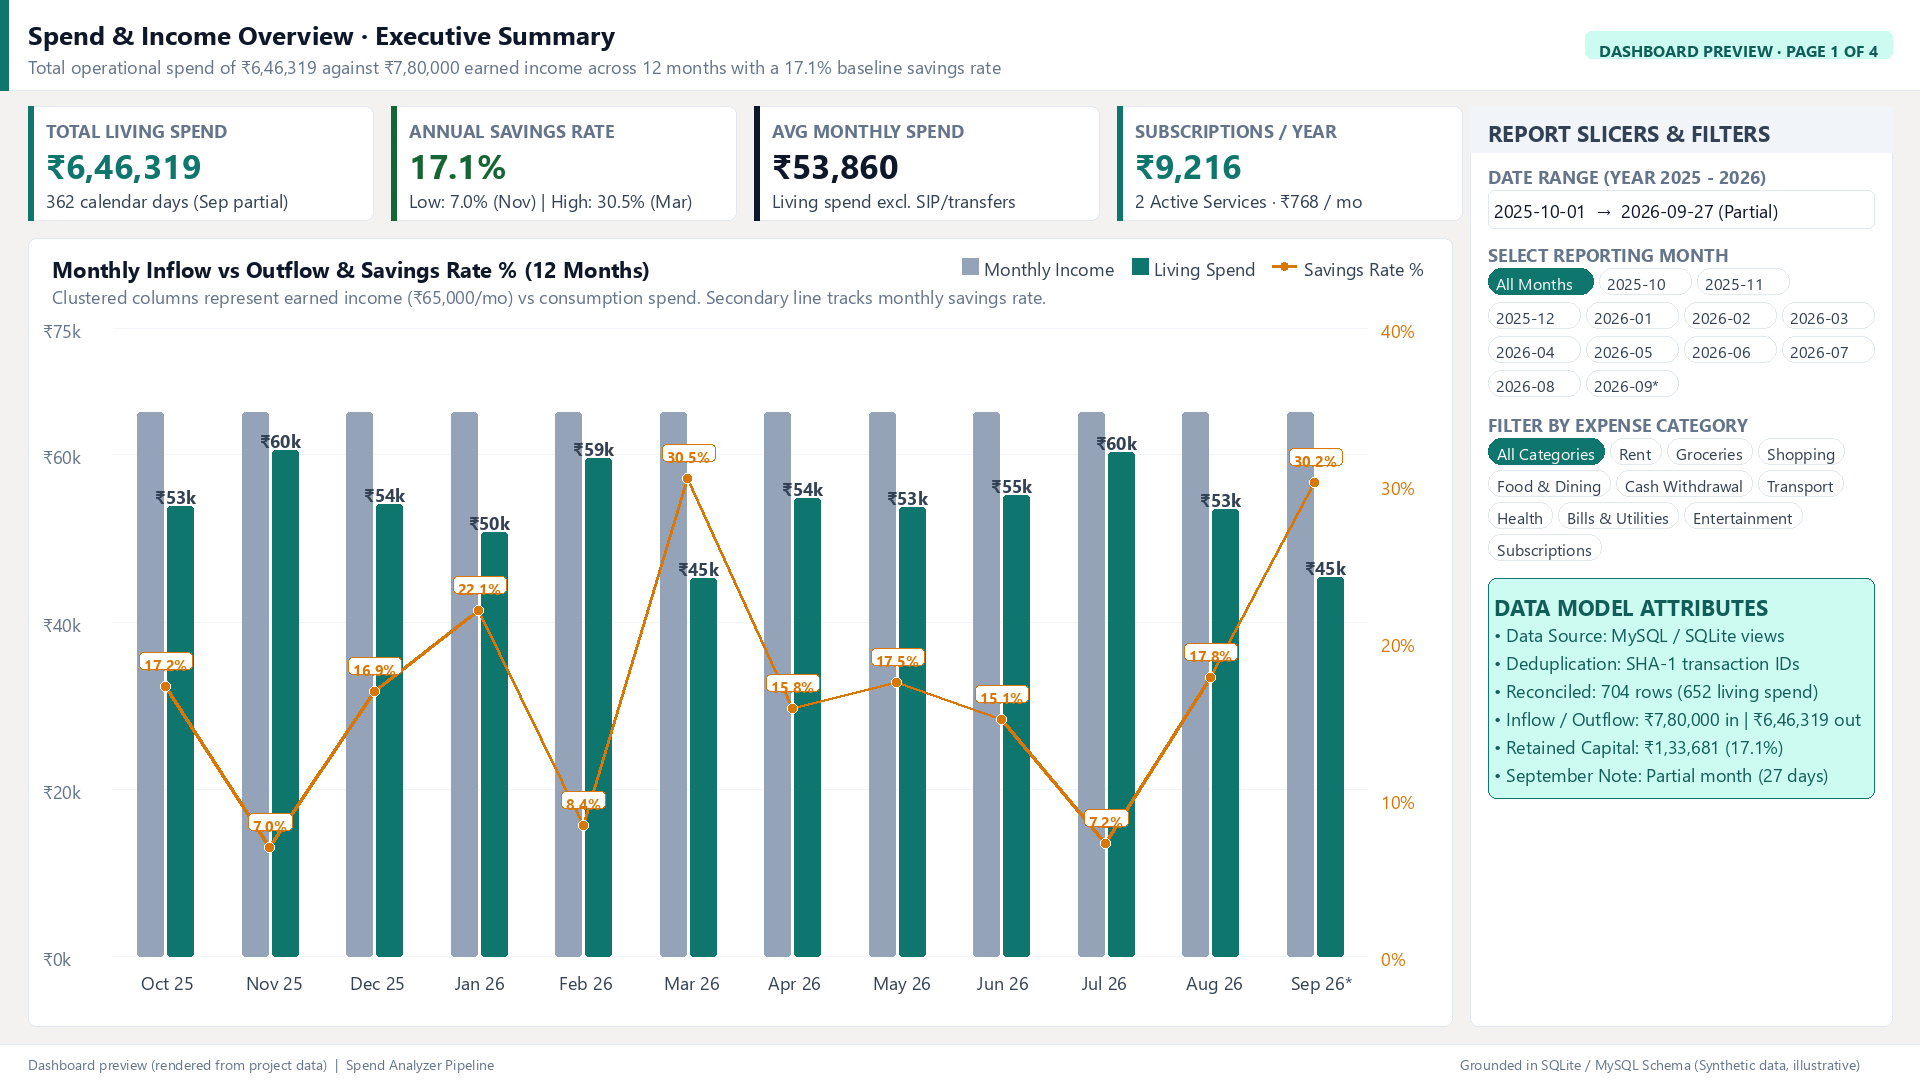 Spend & Income Overview · Executive Summary
Total operational spend of ₹6,46,319 against ₹7,80,000 earned income across 12 months with a 17.1% baseline savings rate
DASHBOARD PREVIEW · PAGE 1 OF 4
TOTAL LIVING SPEND
₹6,46,319
362 calendar days (Sep partial)
ANNUAL SAVINGS RATE
17.1%
Low: 7.0% (Nov) | High: 30.5% (Mar)
AVG MONTHLY SPEND
₹53,860
Living spend excl. SIP/transfers
SUBSCRIPTIONS / YEAR
₹9,216
2 Active Services · ₹768 / mo
Monthly Inflow vs Outflow & Savings Rate % (12 Months)
Monthly Income Living Spend Savings Rate %
Clustered columns represent earned income (₹65,000/mo) vs consumption spend. Secondary line tracks monthly savings rate.
₹75k
₹60k
₹40k
₹20k
₹0k
40%
30%
20%
10%
0%
₹53k
₹60k
₹54k
₹50k
₹59k
₹45k
₹54k
₹53k
₹55k
₹60k
₹53k
₹45k
17.2%
7.0%
16.9%
22.1%
8.4%
30.5%
15.8%
17.5%
15.1%
7.2%
17.8%
30.2%
Oct 25 Nov 25 Dec 25 Jan 26 Feb 26 Mar 26 Apr 26 May 26 Jun 26 Jul 26 Aug 26 Sep 26*
REPORT SLICERS & FILTERS
DATE RANGE (YEAR 2025 - 2026)
2025-10-01 → 2026-09-27 (Partial)
SELECT REPORTING MONTH
All Months 2025-10 2025-11
2025-12 2026-01 2026-02 2026-03
2026-04 2026-05 2026-06 2026-07
2026-08 2026-09*
FILTER BY EXPENSE CATEGORY
All Categories Rent Groceries Shopping
Food & Dining Cash Withdrawal Transport
Health Bills & Utilities Entertainment
Subscriptions
DATA MODEL ATTRIBUTES
• Data Source: MySQL / SQLite views
• Deduplication: SHA-1 transaction IDs
• Reconciled: 704 rows (652 living spend)
• Inflow / Outflow: ₹7,80,000 in | ₹6,46,319 out
• Retained Capital: ₹1,33,681 (17.1%)
• September Note: Partial month (27 days)
Dashboard preview (rendered from project data) | Spend Analyzer Pipeline
Grounded in SQLite / MySQL Schema (Synthetic data, illustrative)